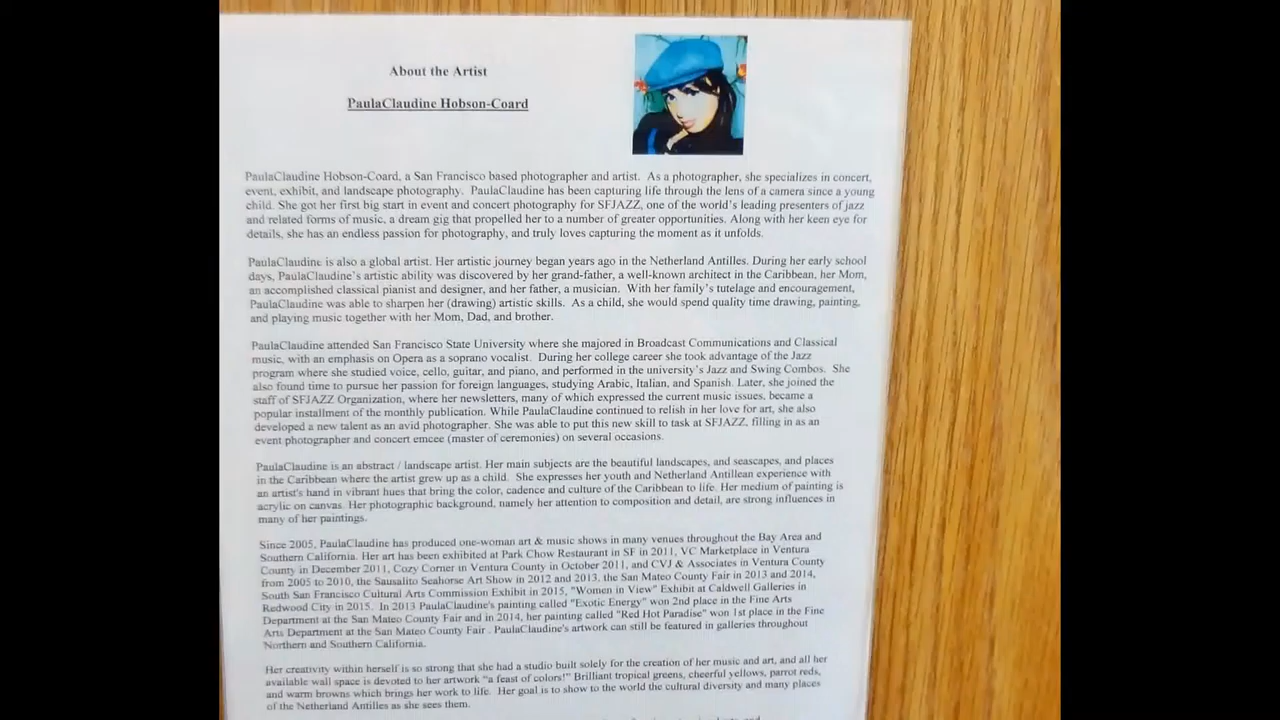 About the Artist
PaulaClaudine Hobson-Coard
PaulaClaudine Hobson-Coard, a San Francisco based photographer and artist. As a photographer, she specializes in concert,
event, exhibit, and landscape photography. PaulaClaudine has been capturing life through the lens of a camera since a young
child. She got her first big start in event and concert photography for SFJAZZ, one of the world's leading presenters of jazz
and related forms of music, a dream gig that propelled her to a number of greater opportunities. Along with her keen eye for
details, she has an endless passion for photography, and truly loves capturing the moment as it unfolds.
PaulaClaudine is also a global artist. Her artistic journey began years ago in the Netherland Antilles. During her early school
days, PaulaClaudine's artistic ability was discovered by her grand-father, a well-known architect in the Caribbean, her Mom,
an accomplished classical pianist and designer, and her father, a musician. With her family's tutelage and encouragement,
PaulaClaudine was able to sharpen her (drawing) artistic skills. As a child, she would spend quality time drawing, painting,
and playing music together with her Mom, Dad, and brother.
PaulaClaudine attended San Francisco State University where she majored in Broadcast Communications and Classical
music, with an emphasis on Opera as a soprano vocalist. During her college career she took advantage of the Jazz
program where she studied voice, cello, guitar, and piano, and performed in the university's Jazz and Swing Combos. She
also found time to pursue her passion for foreign languages, studying Arabic, Italian, and Spanish. Later, she joined the
staff of SFJAZZ Organization, where her newsletters, many of which expressed the current music issues, became a
popular installment of the monthly publication. While PaulaClaudine continued to relish in her love for art, she also
developed a new talent as an avid photographer. She was able to put this new skill to task at SFJAZZ, filling in as an
event photographer and concert emcee (master of ceremonies) on several occasions.
PaulaClaudine is an abstract / landscape artist. Her main subjects are the beautiful landscapes, and seascapes, and places
in the Caribbean where the artist grew up as a child. She expresses her youth and Netherland Antillean experience with
an artist's hand in vibrant hues that bring the color, cadence and culture of the Caribbean to life. Her medium of painting is
acrylic on canvas. Her photographic background, namely her attention to composition and detail, are strong influences in
many of her paintings.
Since 2005, PaulaClaudine has produced one-woman art & music shows in many venues throughout the Bay Area and
Southern California. Her art has been exhibited at Park Chow Restaurant in SF in 2011, VC Marketplace in Ventura
County in December 2011, Cozy Corner in Ventura County in October 2011, and CVJ & Associates in Ventura County
from 2005 to 2010, the Sausalito Seahorse Art Show in 2012 and 2013, the San Mateo County Fair in 2013 and 2014,
South San Francisco Cultural Arts Commission Exhibit in 2015, "Women in View" Exhibit at Caldwell Galleries in
Redwood City in 2015. In 2013 PaulaClaudine's painting called "Exotic Energy" won 2nd place in the Fine Arts
Department at the San Mateo County Fair and in 2014, her painting called "Red Hot Paradise" won 1st place in the Fine
Arts Department at the San Mateo County Fair . PaulaClaudine's artwork can still be featured in galleries throughout
Northern and Southern California.
Her creativity within herself is so strong that she had a studio built solely for the creation of her music and art, and all her
available wall space is devoted to her artwork "a feast of colors!" Brilliant tropical greens, cheerful yellows, parrot reds,
and warm browns which brings her work to life. Her goal is to show to the world the cultural diversity and many places
of the Netherland Antilles as she sees them.